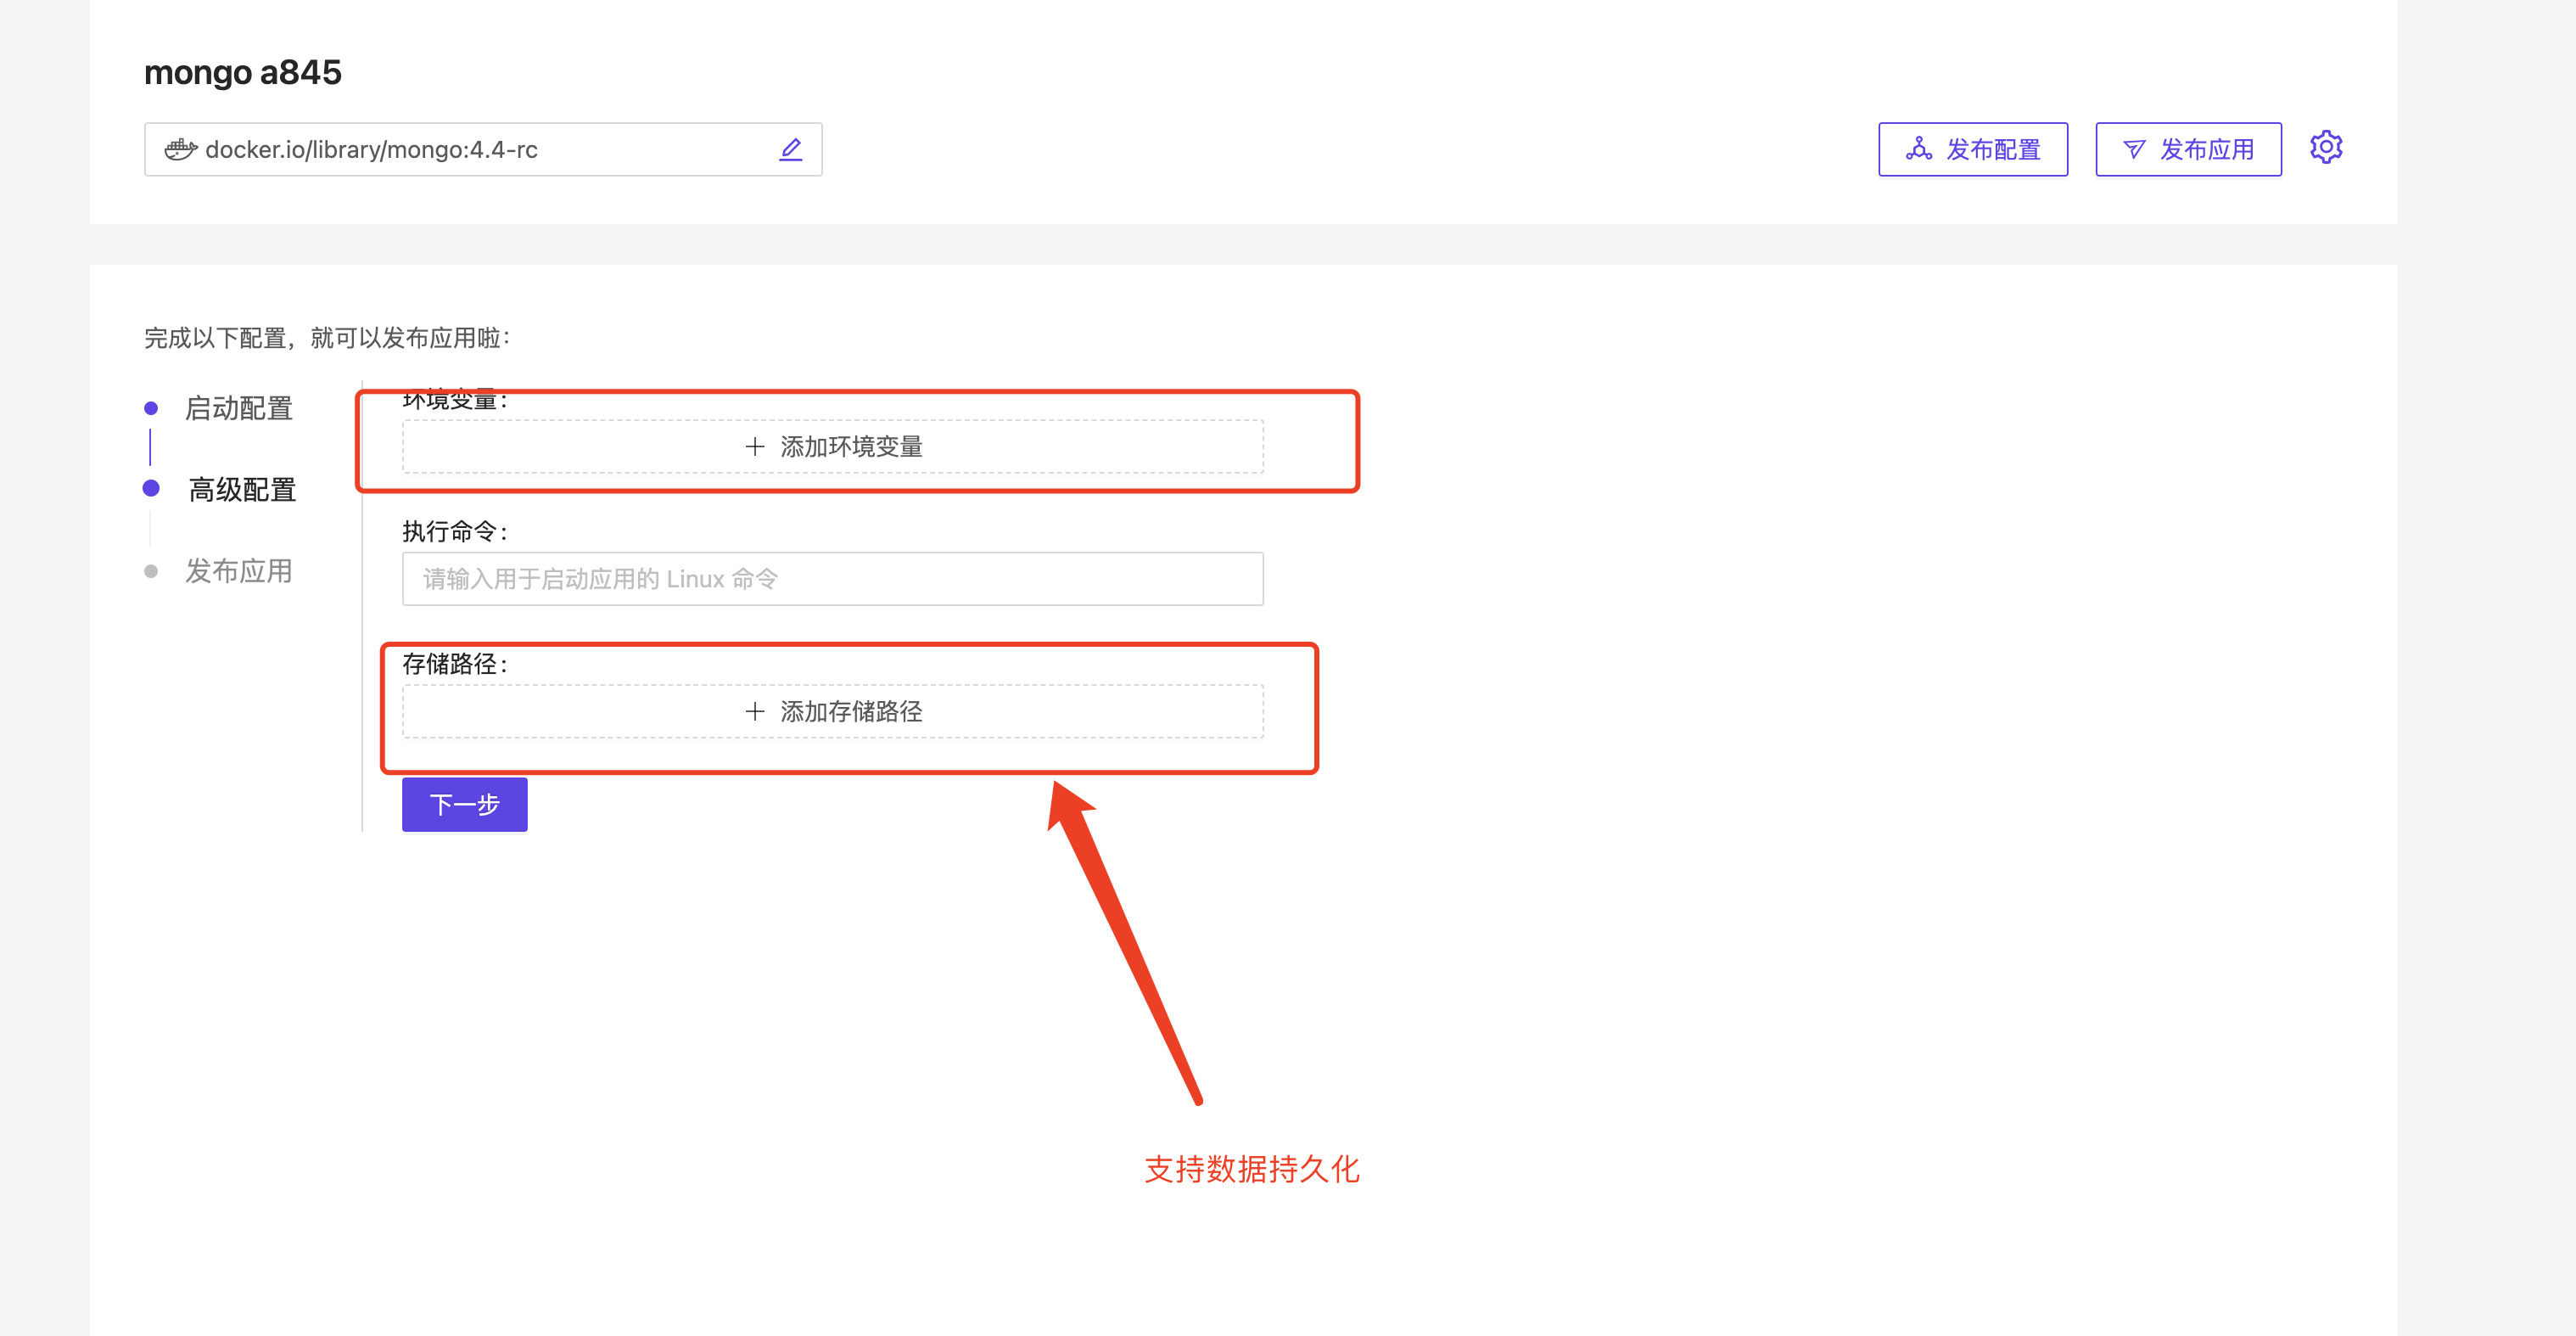 mongo a845
docker.io/library/mongo:4.4-rc
发布配置
发布应用
完成以下配置，就可以发布应用啦：
启动配置
高级配置
发布应用
环境变量：
添加环境变量
执行命令：
请输入用于启动应用的 Linux 命令
存储路径：
添加存储路径
下一步
支持数据持久化